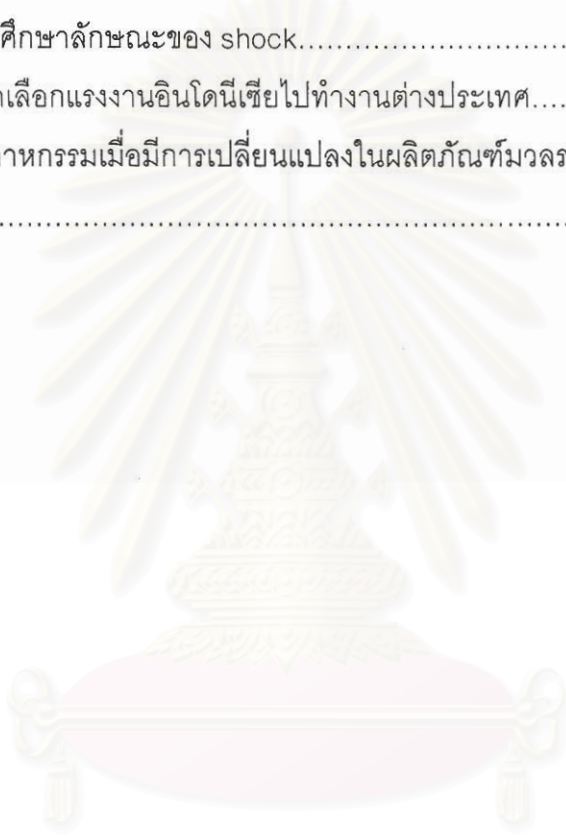 ศึกษาลักษณะของ shock..............................
เลือกแรงงานอินโดนีเซียไปทำงานต่างประเทศ....
าหกรรมเมื่อมีการเปลี่ยนแปลงในผลิตภัณฑ์มวลร
................................................................